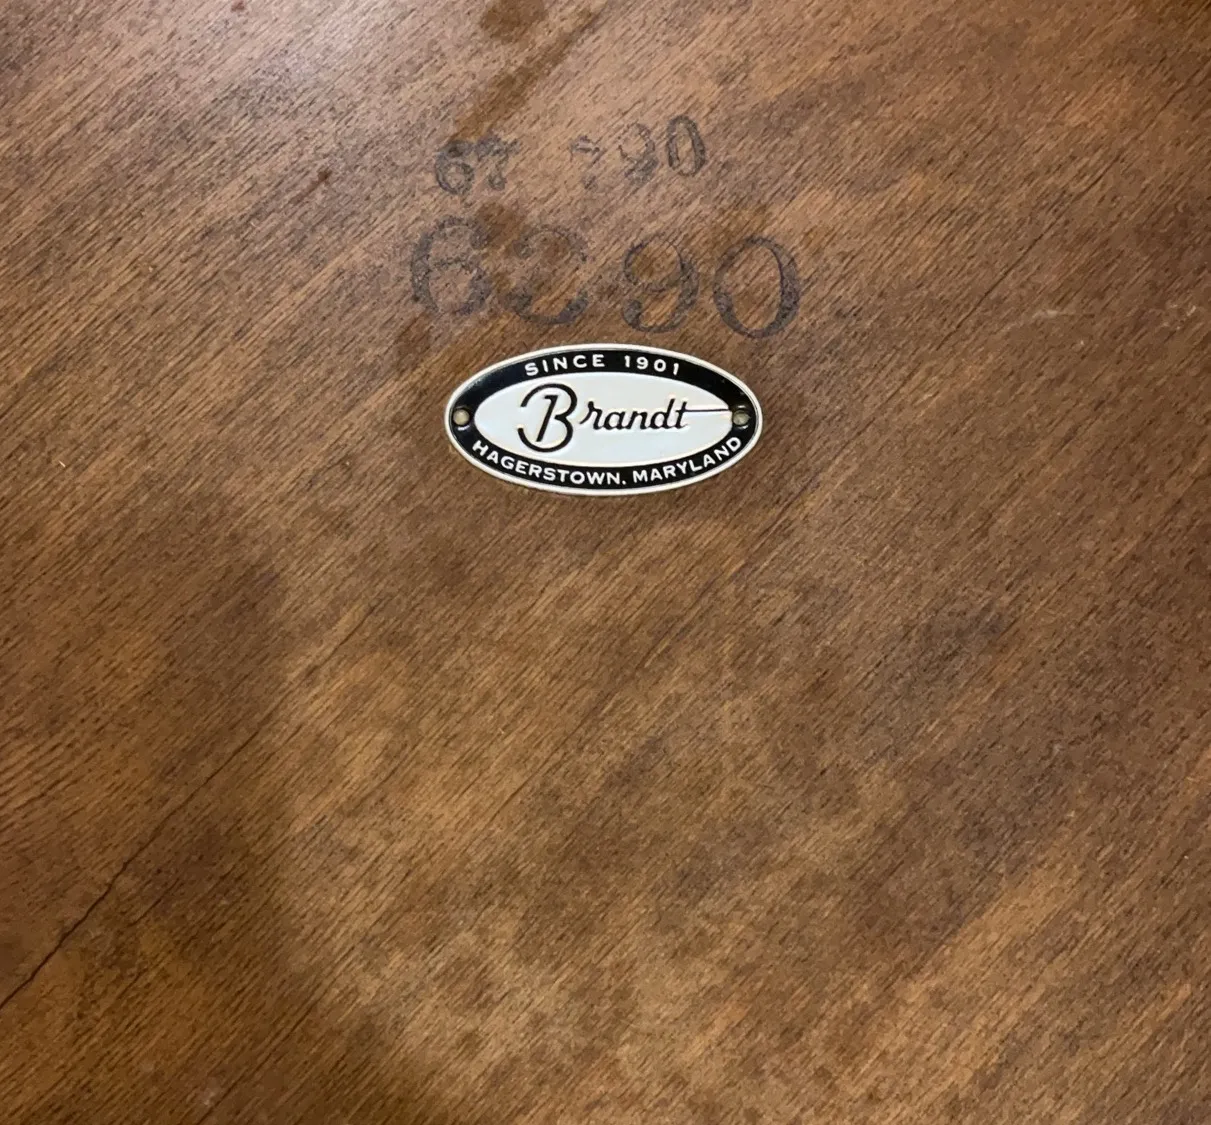 6290
SINCE 1901
Brandt
HAGERSTOWN, MARYLAND